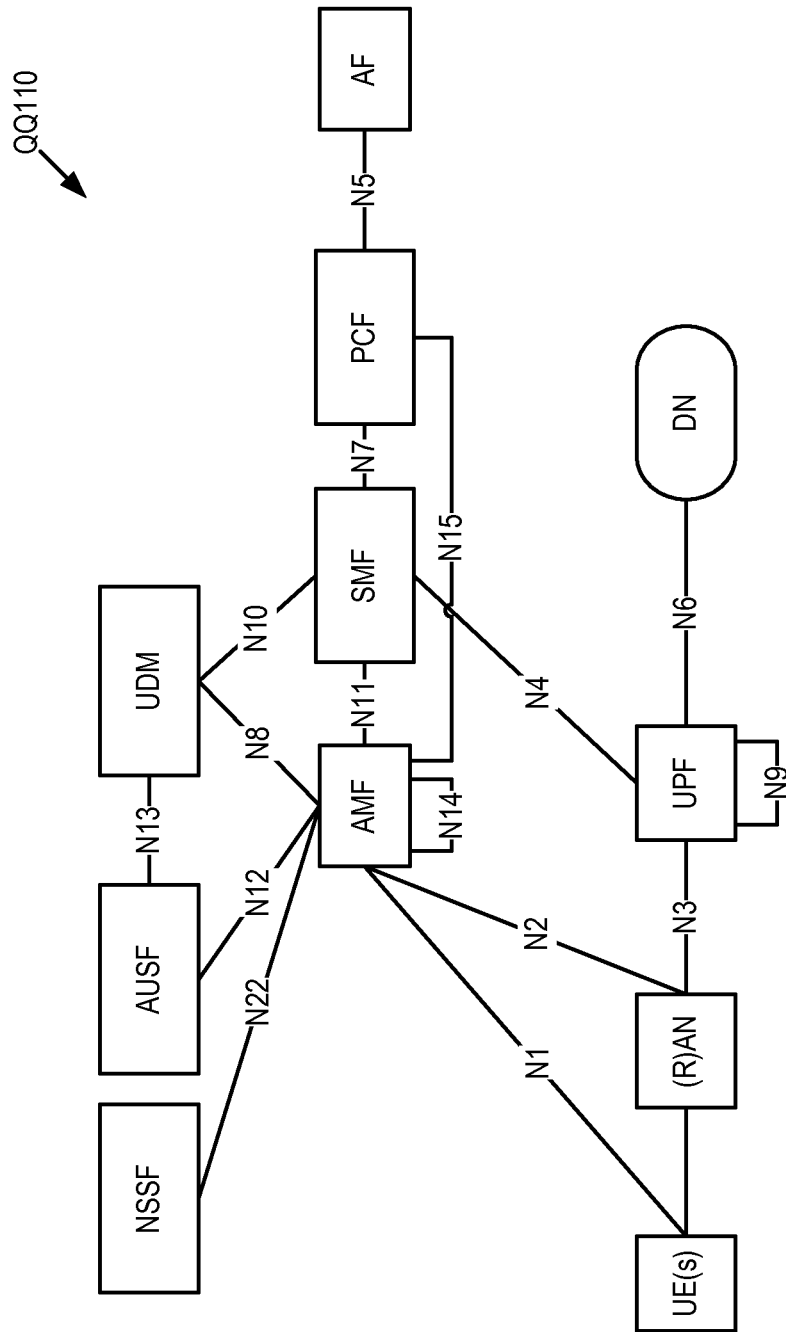 QQ110
NSSF
AUSF
N13
UDM
N22
N12
N8
N10
AMF
N11
SMF
N7
PCF
N5
AF
N14
N15
N1
N2
N4
UE(s)
(R)AN
N3
UPF
N6
DN
N9